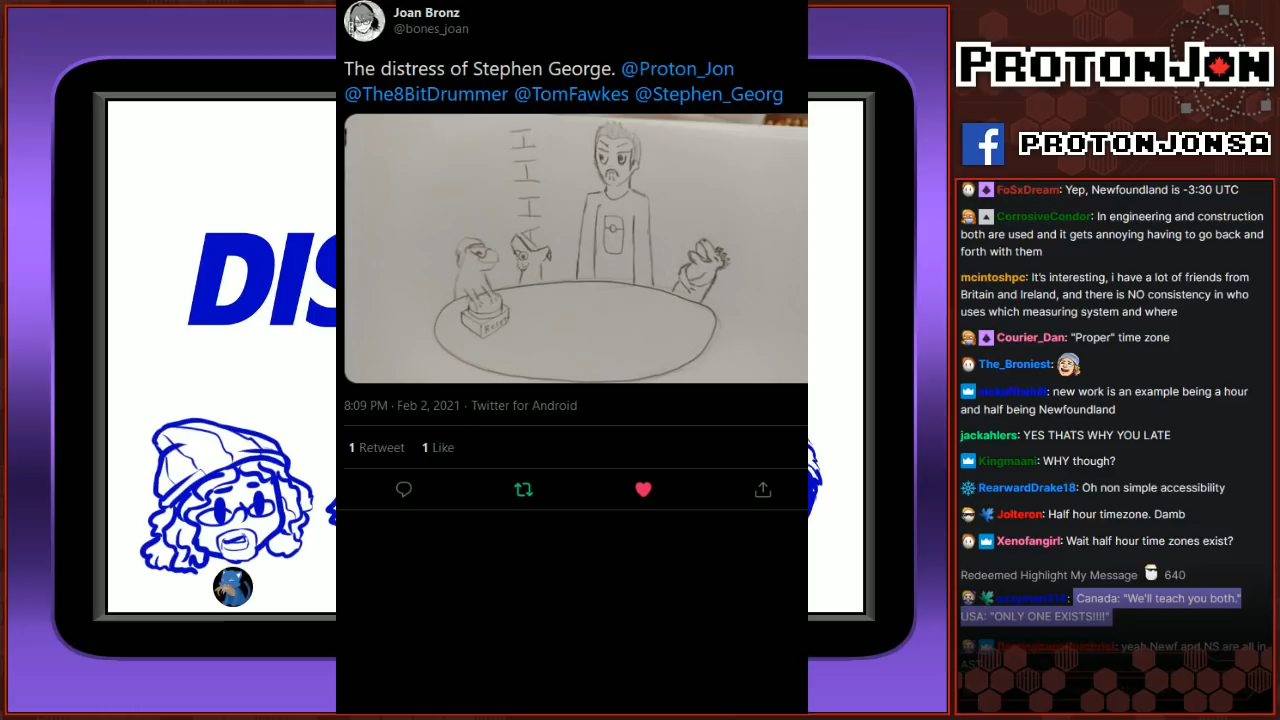 Joan Bronz
@bones_joan
The distress of Stephen George. @Proton_Jon
@The8BitDrummer @TomFawkes @Stephen_Georg
8:09 PM · Feb 2, 2021 · Twitter for Android
1 Retweet 1 Like
DIS
PROTONJON
f PROTONJONSA
FoSxDream: Yep, Newfoundland is -3:30 UTC
CorrosiveCondor: In engineering and construction
both are used and it gets annoying having to go back and
forth with them
mcintoshpc: It's interesting, i have a lot of friends from
Britain and Ireland, and there is NO consistency in who
uses which measuring system and where
Courier_Dan: "Proper" time zone
The_Broniest:
new work is an example being a hour
and half being Newfoundland
jackahlers: YES THATS WHY YOU LATE
Kingmaani: WHY though?
RearwardDrake18: Oh non simple accessibility
Jolteron: Half hour timezone. Damb
Xenofangirl: Wait half hour time zones exist?
Redeemed Highlight My Message 640
Canada: "We'll teach you both."
USA: "ONLY ONE EXISTS!!!!"
yeah Newf and NS are all in